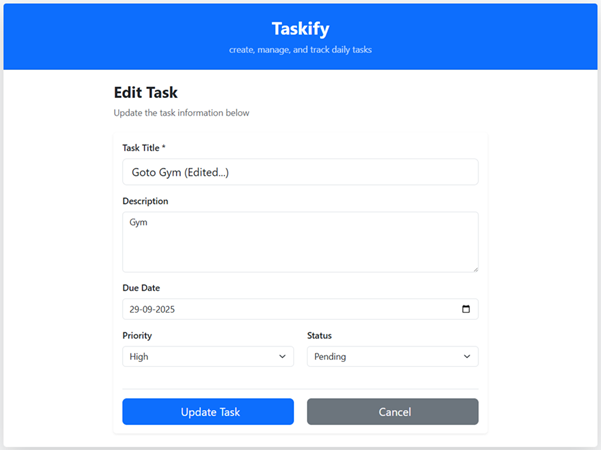 Taskify
create, manage, and track daily tasks
Edit Task
Update the task information below
Task Title *
Goto Gym (Edited...)
Description
Gym
Due Date
29-09-2025
Priority Status
High Pending
Update Task Cancel